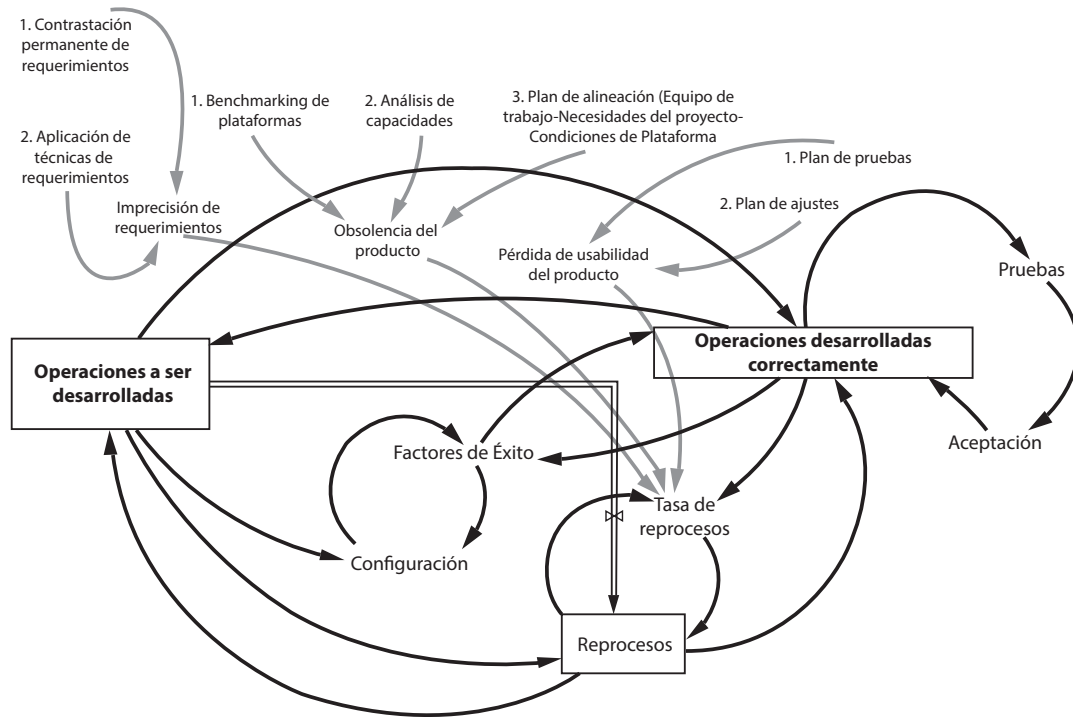 1. Contrastación
permanente de
requerimientos
2. Aplicación de
técnicas de
requerimientos
Imprecisión de
requerimientos
1. Benchmarking de
plataformas
2. Análisis de
capacidades
3. Plan de alineación (Equipo de
trabajo-Necesidades del proyecto-
Condiciones de Plataforma
Obsolencia del
producto
1. Plan de pruebas
2. Plan de ajustes
Pérdida de usabilidad
del producto
Pruebas
Operaciones a ser
desarrolladas
Operaciones desarrolladas
correctamente
Aceptación
Factores de Éxito
Configuración
Tasa de
reprocesos
Reprocesos